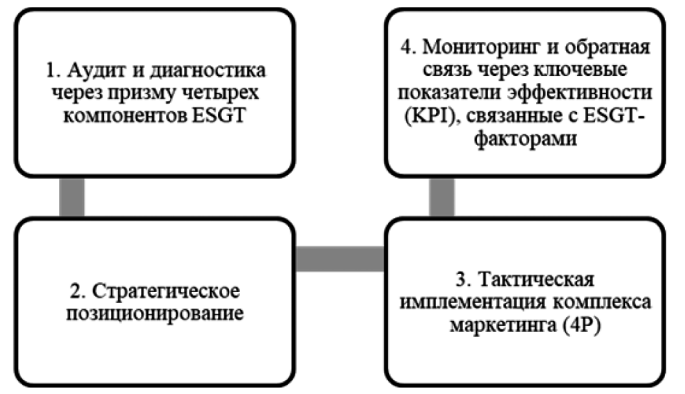 1. Аудит и диагностика
через призму четырех
компонентов ESGT
2. Стратегическое
позиционирование
3. Тактическая
имплементация комплекса
маркетинга (4P)
4. Мониторинг и обратная
связь через ключевые
показатели эффективности
(KPI), связанные с ESGT-
факторами